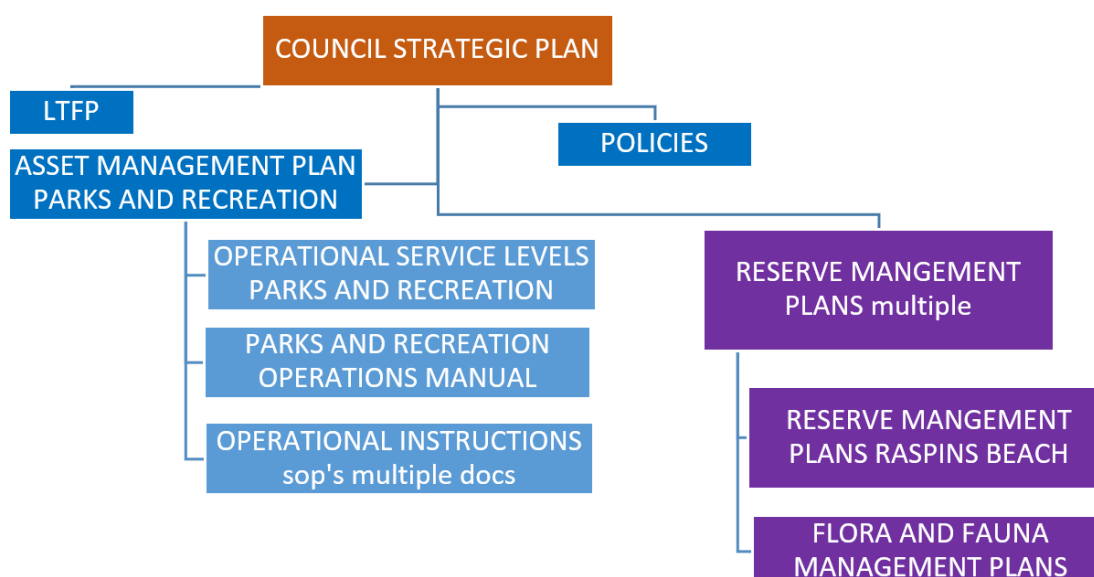 COUNCIL STRATEGIC PLAN
LTFP
POLICIES
ASSET MANAGEMENT PLAN
PARKS AND RECREATION
OPERATIONAL SERVICE LEVELS
PARKS AND RECREATION
PARKS AND RECREATION
OPERATIONS MANUAL
OPERATIONAL INSTRUCTIONS
sop's multiple docs
RESERVE MANGEMENT
PLANS multiple
RESERVE MANGEMENT
PLANS RASPINS BEACH
FLORA AND FAUNA
MANAGEMENT PLANS